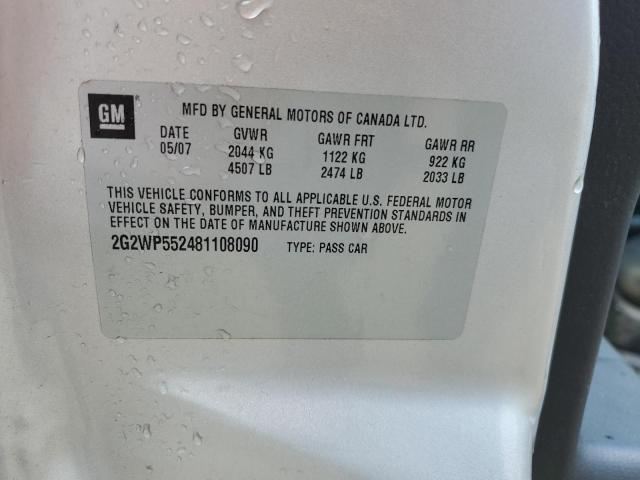 GM
MFD BY GENERAL MOTORS OF CANADA LTD.
DATE GVWR GAWR FRT GAWR RR
05/07 2044 KG 1122 KG 922 KG
4507 LB 2474 LB 2033 LB
THIS VEHICLE CONFORMS TO ALL APPLICABLE U.S. FEDERAL MOTOR
VEHICLE SAFETY, BUMPER, AND THEFT PREVENTION STANDARDS IN
EFFECT ON THE DATE OF MANUFACTURE SHOWN ABOVE.
2G2WP552481108090 TYPE: PASS CAR